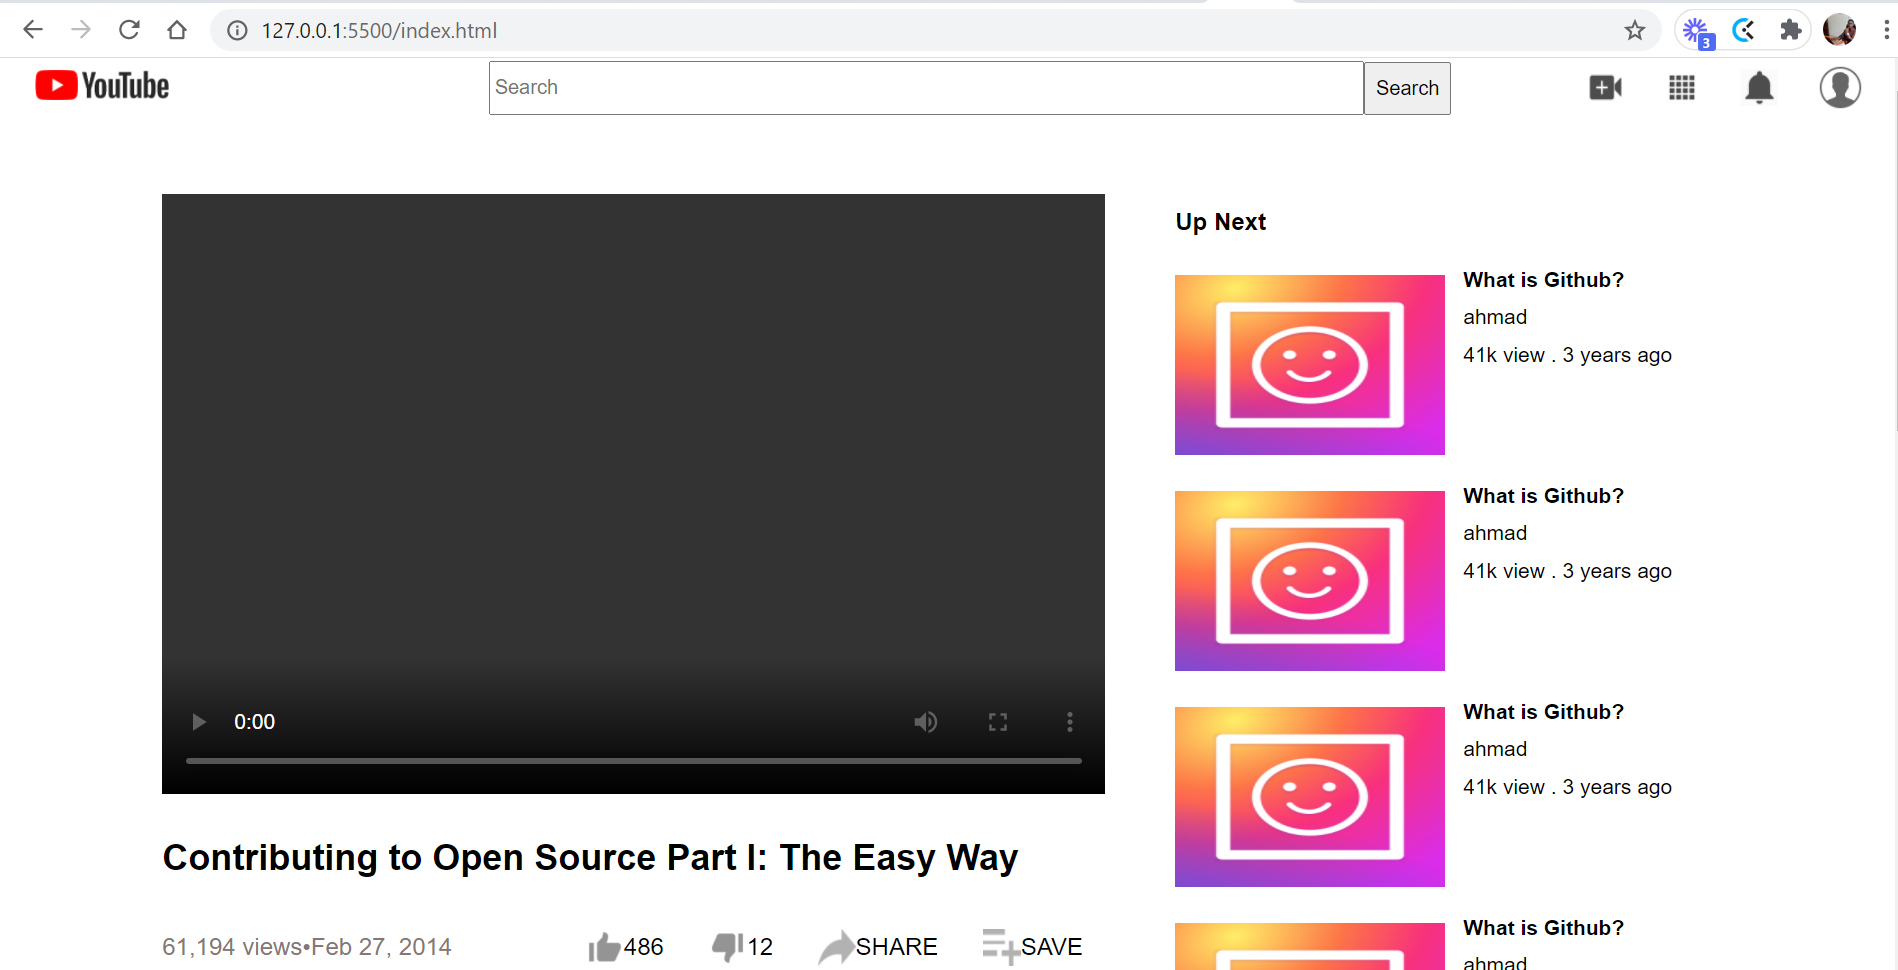 127.0.0.1:5500/index.html
3
YouTube
Search
Search
Up Next
What is Github?
ahmad
41k view . 3 years ago
What is Github?
ahmad
41k view . 3 years ago
What is Github?
ahmad
41k view . 3 years ago
What is Github?
ahmad
0:00
Contributing to Open Source Part I: The Easy Way
61,194 views•Feb 27, 2014 486 12 SHARE SAVE